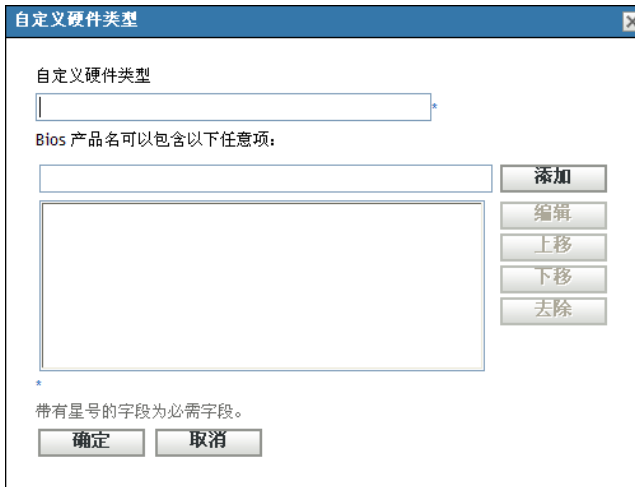 自定义硬件类型
自定义硬件类型
*
Bios 产品名可以包含以下任意项：
添加
编辑
上移
下移
去除
*
带有星号的字段为必需字段。
确定 取消